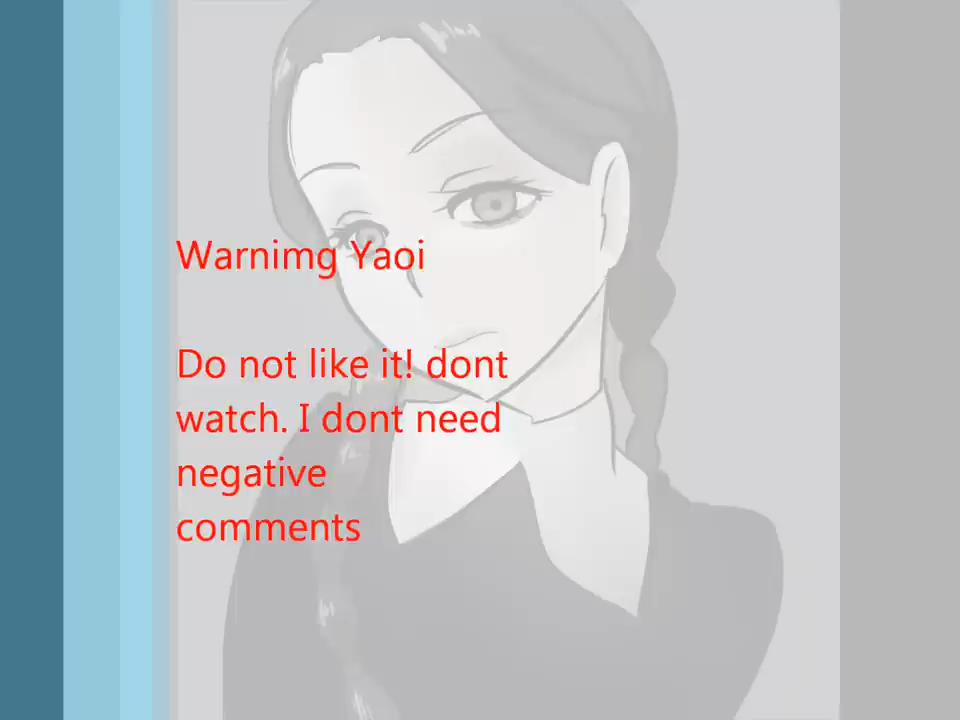 Warnimg Yaoi
Do not like it! dont
watch. I dont need
negative
comments